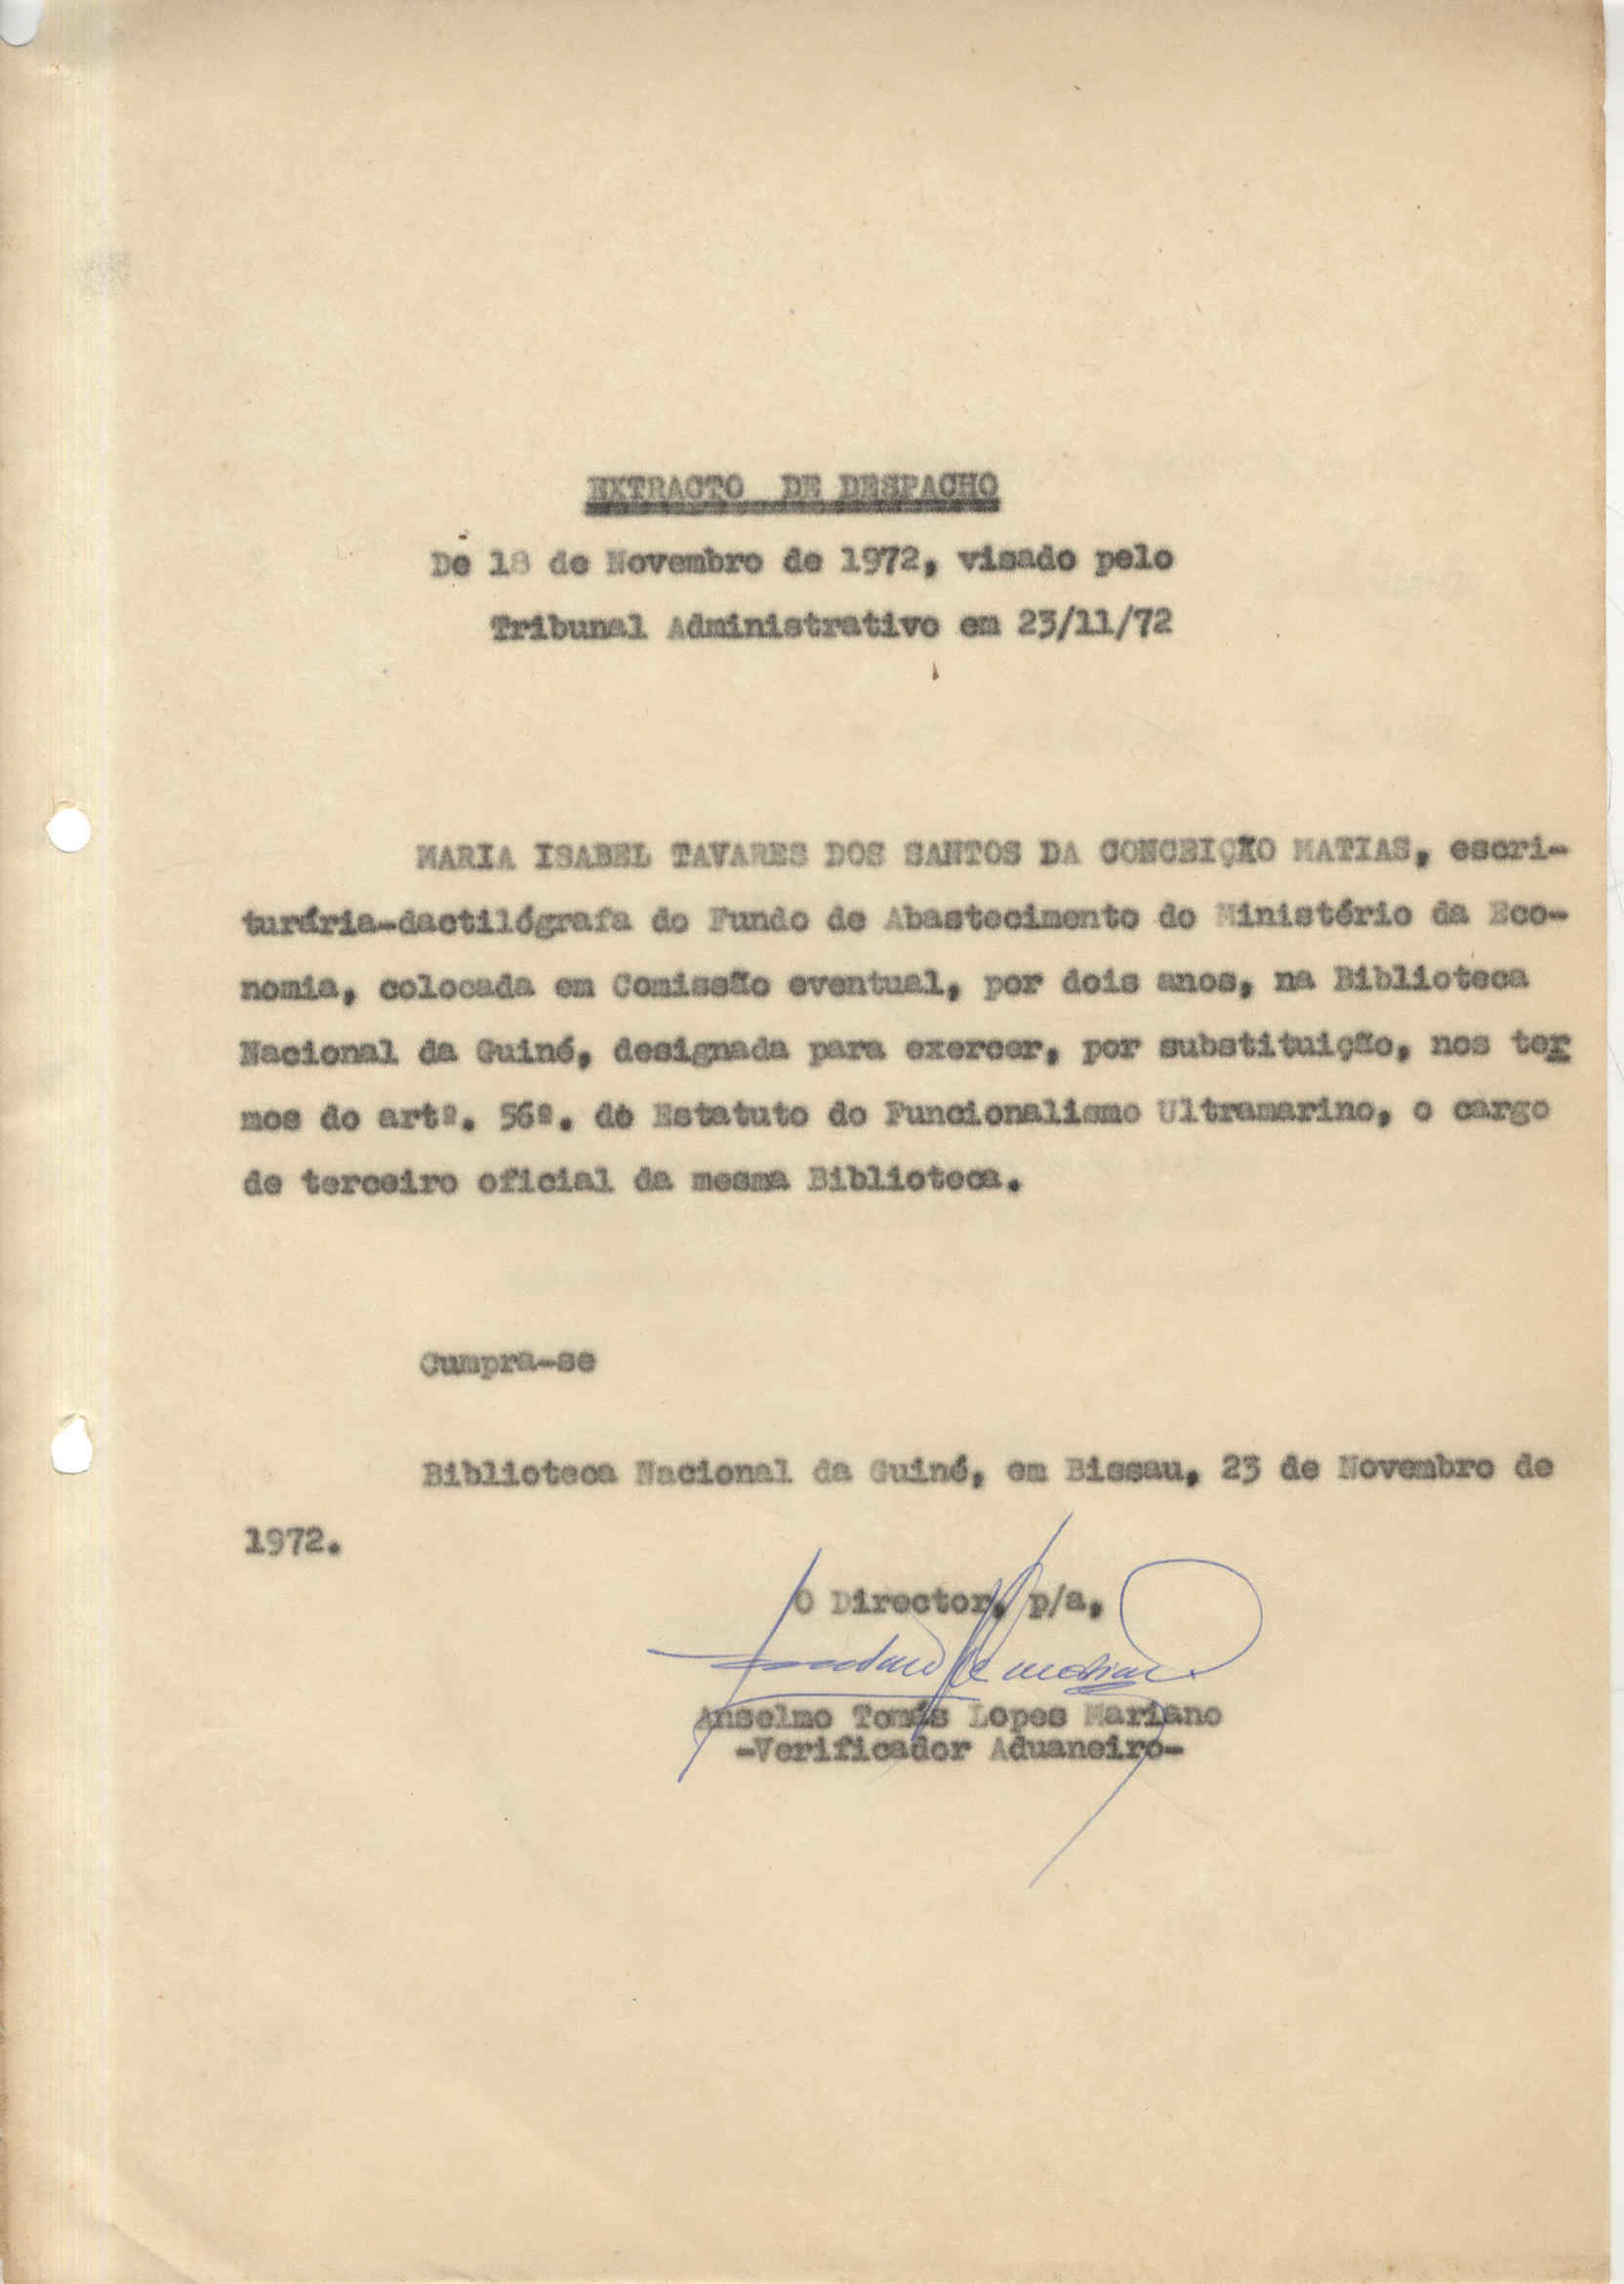 EXTRACTO DE DESPACHO
De 18 de Novembro de 1972, visado pelo
Tribunal Administrativo em 23/11/72
MARIA ISABEL TAVARES DOS SANTOS DA CONCEIÇÃO MATIAS, escri-
turária-dactilógrafa do Fundo de Abastecimento do Ministério da Eco-
nomia, colocada em Comissão eventual, por dois anos, na Biblioteca
Nacional da Guiné, designada para exercer, por substituição, nos ter
mos do artº. 56º. do Estatuto do Funcionalismo Ultramarino, o cargo
de terceiro oficial da mesma Biblioteca.
Cumpra-se
Biblioteca Nacional da Guiné, em Bissau, 23 de Novembro de
1972.
O Director, p/a,
Anselmo Tomás Lopes Mariano
-Verificador Aduaneiro-